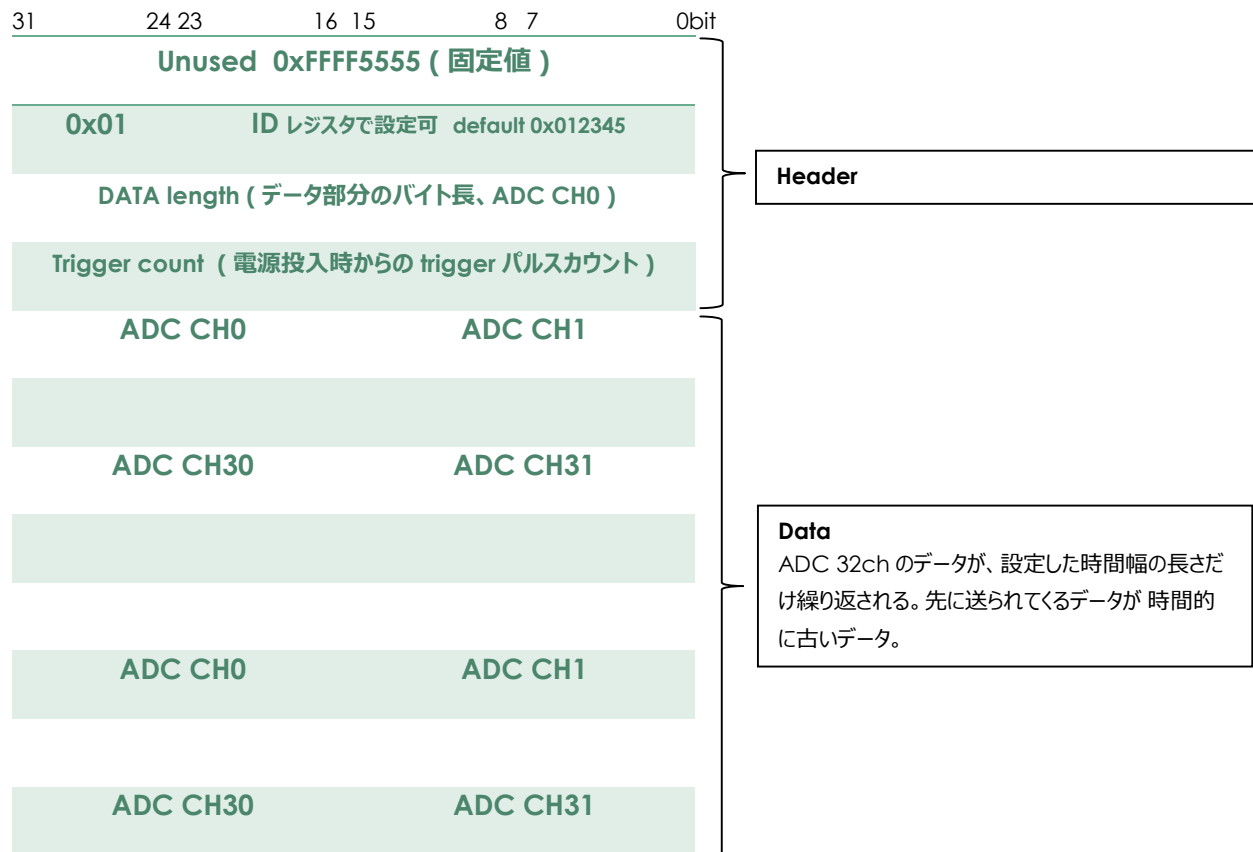 31 24 23 16 15 8 7 0bit
Unused 0xFFFF5555 ( 固定値 )
0x01 ID レジスタで設定可 default 0x012345
DATA length ( データ部分のバイト長、ADC CH0 )
Trigger count ( 電源投入時からの trigger パルスカウント )
Header
ADC CH0 ADC CH1
ADC CH30 ADC CH31
Data
ADC 32ch のデータが、設定した時間幅の長さだ
け繰り返される。先に送られてくるデータが 時間的
に古いデータ。
ADC CH0 ADC CH1
ADC CH30 ADC CH31